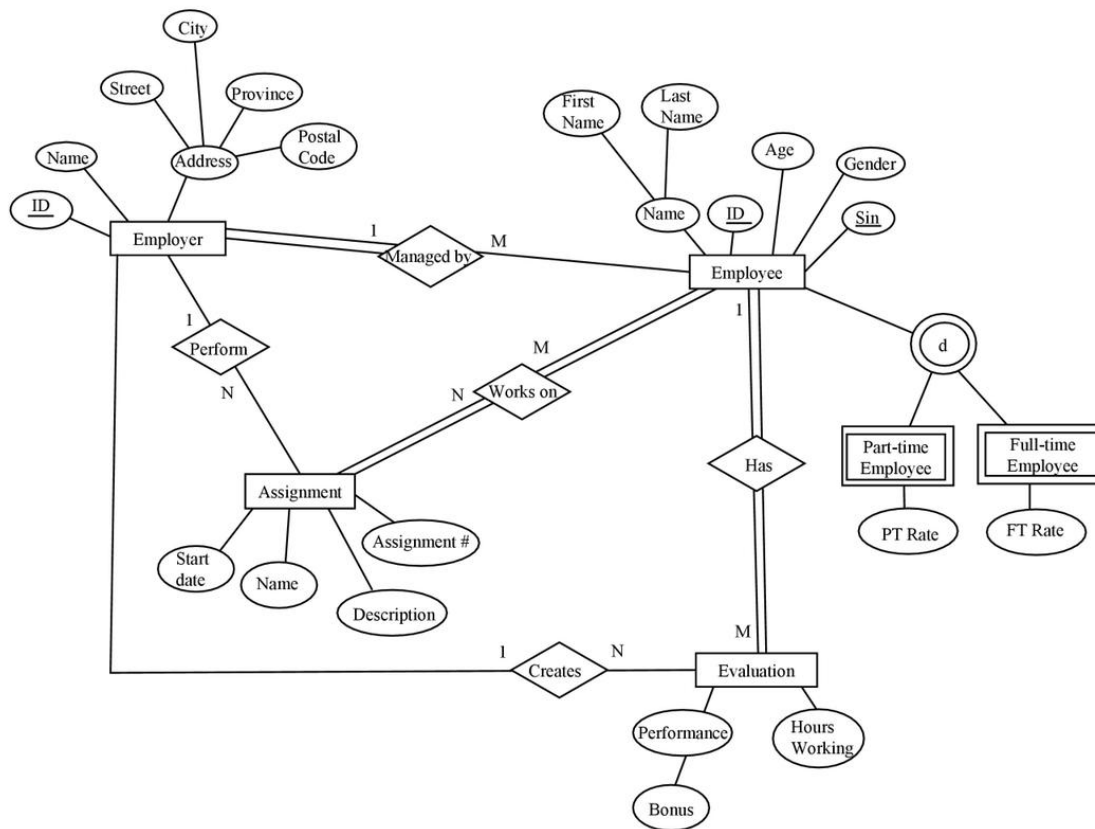 City
Street
Province
Name
Address
Postal
Code
ID
Employer
First
Name
Last
Name
Age
Gender
Name
ID
Sin
1
Managed by
M
Employee
1
Perform
N
M
N
Works on
1
d
Has
Part-time
Employee
Full-time
Employee
PT Rate
FT Rate
Assignment
Start
date
Name
Description
Assignment #
M
1
Creates
N
Evaluation
Performance
Hours
Working
Bonus